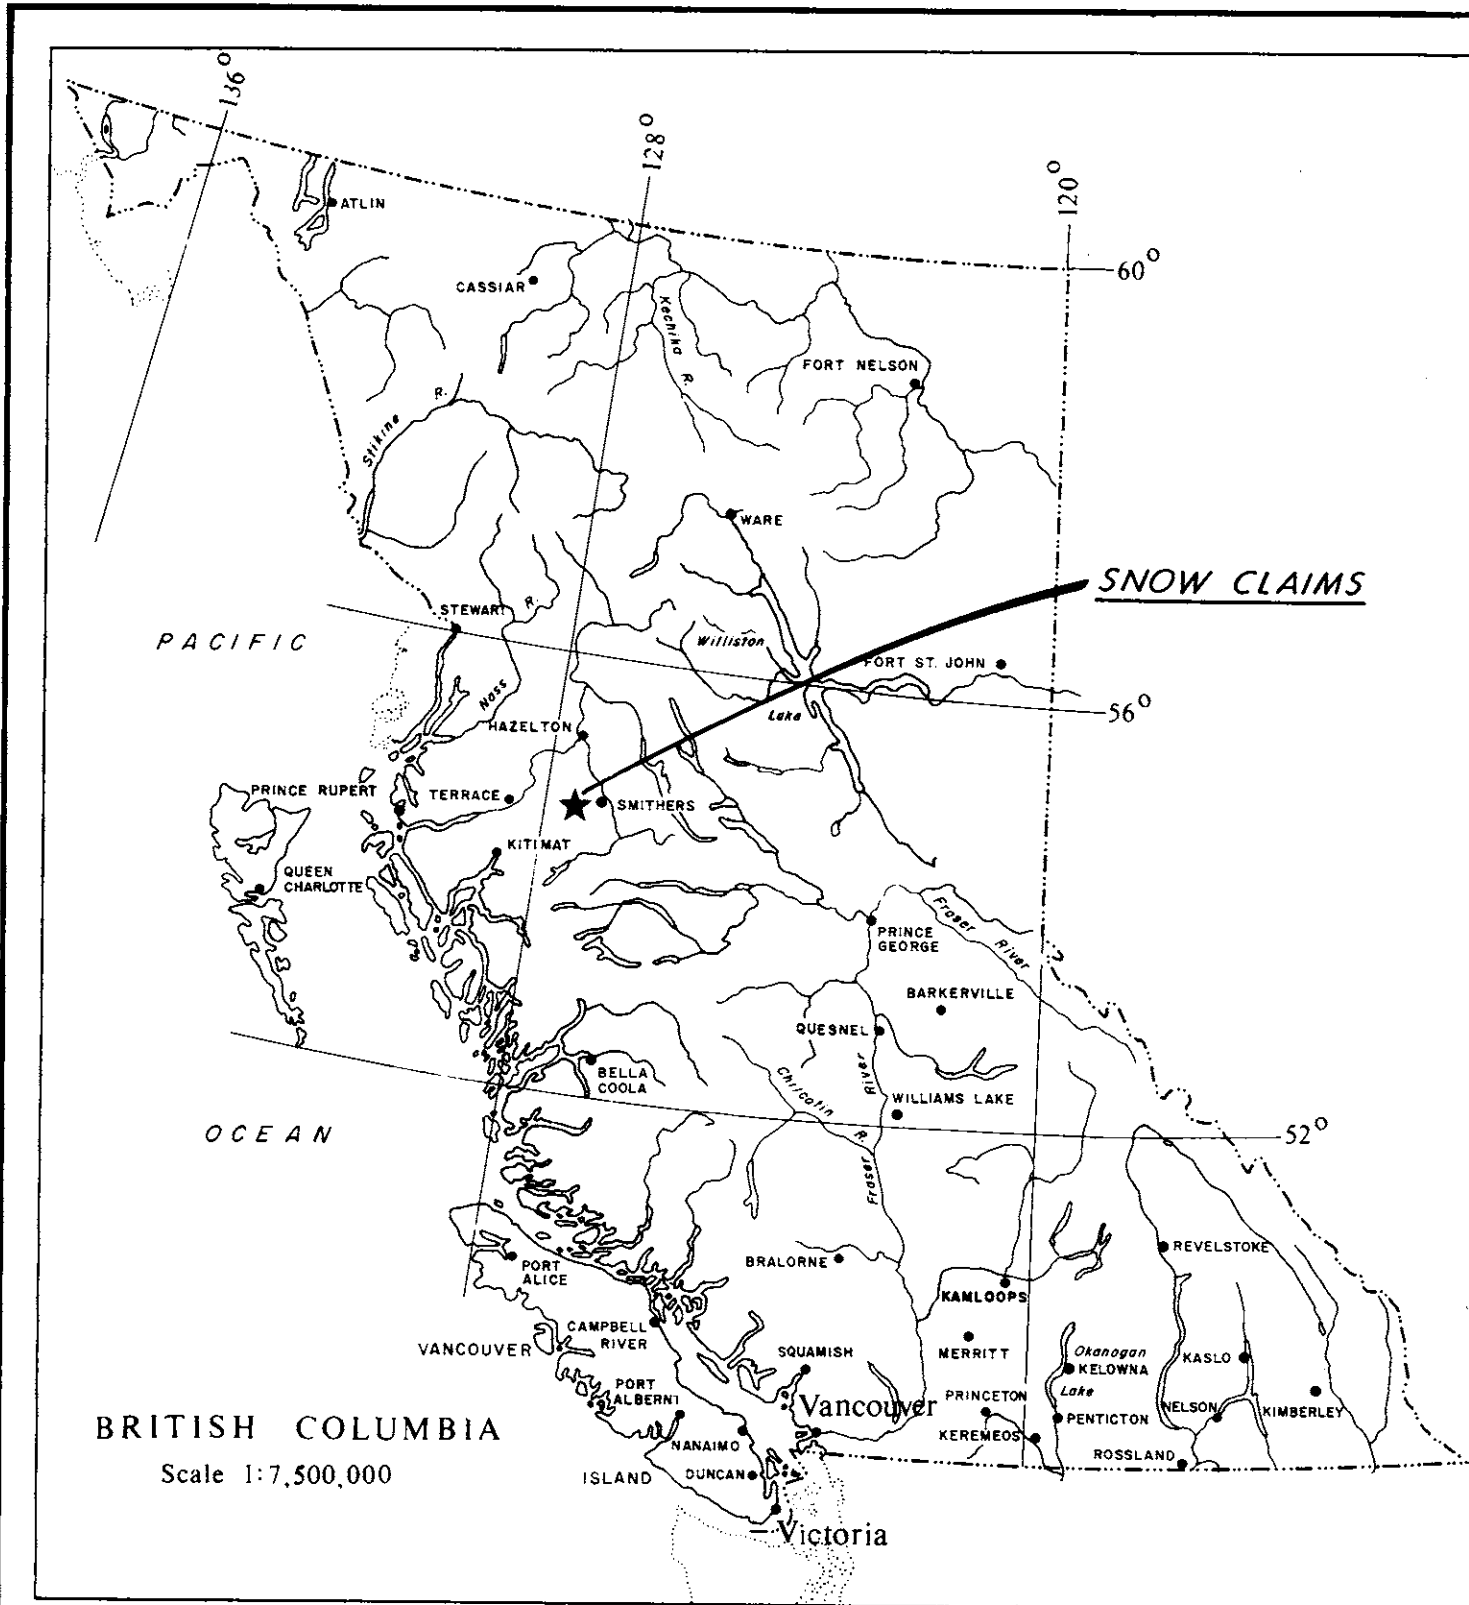 136°
128°
120°
ATLIN
60°
CASSIAR
Kechika R.
FORT NELSON
Stikine R.
WARE
SNOW CLAIMS
STEWART
R.
PACIFIC
Williston
FORT ST. JOHN
Nass
56°
Lake
HAZELTON
PRINCE RUPERT
TERRACE
SMITHERS
KITIMAT
QUEEN
CHARLOTTE
Fraser River
PRINCE
GEORGE
BARKERVILLE
QUESNEL
River
BELLA
COOLA
Chilcotin R.
WILLIAMS LAKE
OCEAN
52°
Fraser
REVELSTOKE
PORT
ALICE
BRALORNE
KAMLOOPS
CAMPBELL
RIVER
VANCOUVER
MERRITT
SQUAMISH
Okanogan
KELOWNA
KASLO
Lake
PORT
ALBERNI
PRINCETON
Vancouver
PENTICTON
NELSON
KIMBERLEY
BRITISH COLUMBIA
NANAIMO
KEREMEOS
ROSSLAND
Scale 1:7,500,000
ISLAND
DUNCAN
Victoria